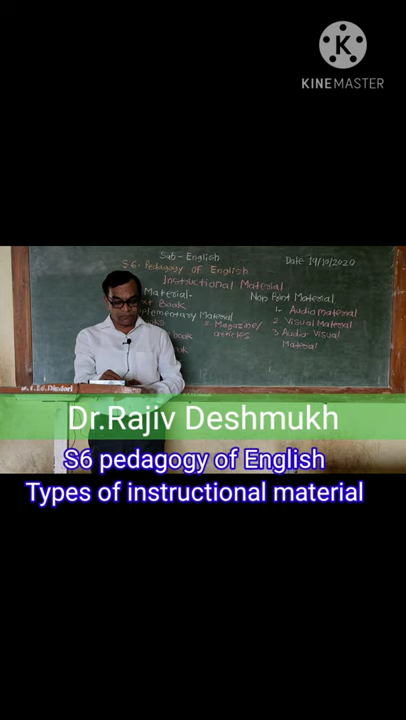 KINEMASTER
Sub - English
Date 19/10/2020
S6 - Pedagogy of English
Instructional Material
Material -
Non Print Material
Book
1- Audio material
Material
2. Visual Material
2. Magazine/
articles
3 Audio Visual
Material
book
book
Dr.Rajiv Deshmukh
S6 pedagogy of English
Types of instructional material